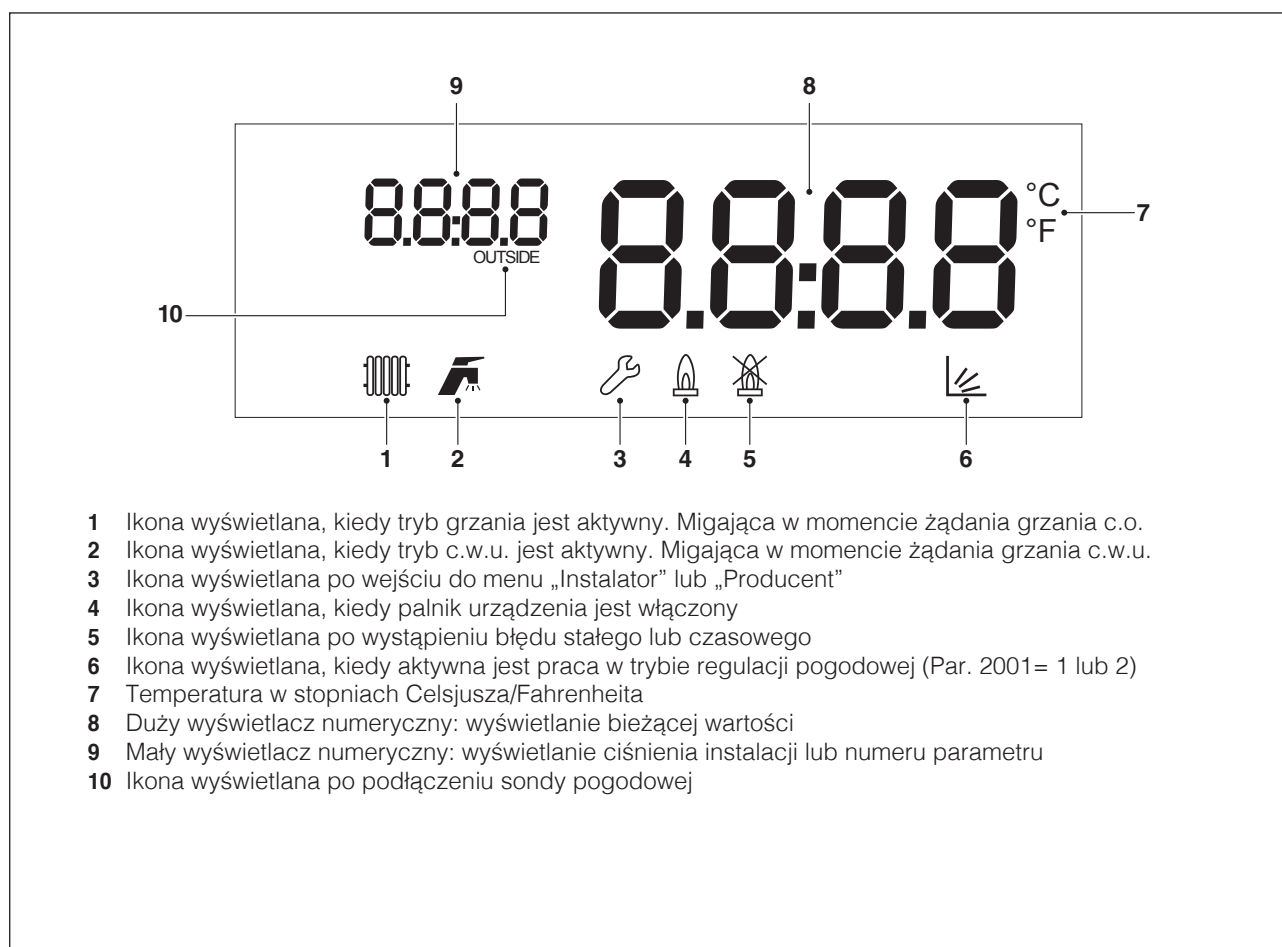 9 8
8.8:8.8 8.8:8.8 °C
°F 7
OUTSIDE
10
1 2 3 4 5 6
1 Ikona wyświetlana, kiedy tryb grzania jest aktywny. Migająca w momencie żądania grzania c.o.
2 Ikona wyświetlana, kiedy tryb c.w.u. jest aktywny. Migająca w momencie żądania grzania c.w.u.
3 Ikona wyświetlana po wejściu do menu „Instalator” lub „Producent”
4 Ikona wyświetlana, kiedy palnik urządzenia jest włączony
5 Ikona wyświetlana po wystąpieniu błędu stałego lub czasowego
6 Ikona wyświetlana, kiedy aktywna jest praca w trybie regulacji pogodowej (Par. 2001= 1 lub 2)
7 Temperatura w stopniach Celsjusza/Fahrenheita
8 Duży wyświetlacz numeryczny: wyświetlanie bieżącej wartości
9 Mały wyświetlacz numeryczny: wyświetlanie ciśnienia instalacji lub numeru parametru
10 Ikona wyświetlana po podłączeniu sondy pogodowej